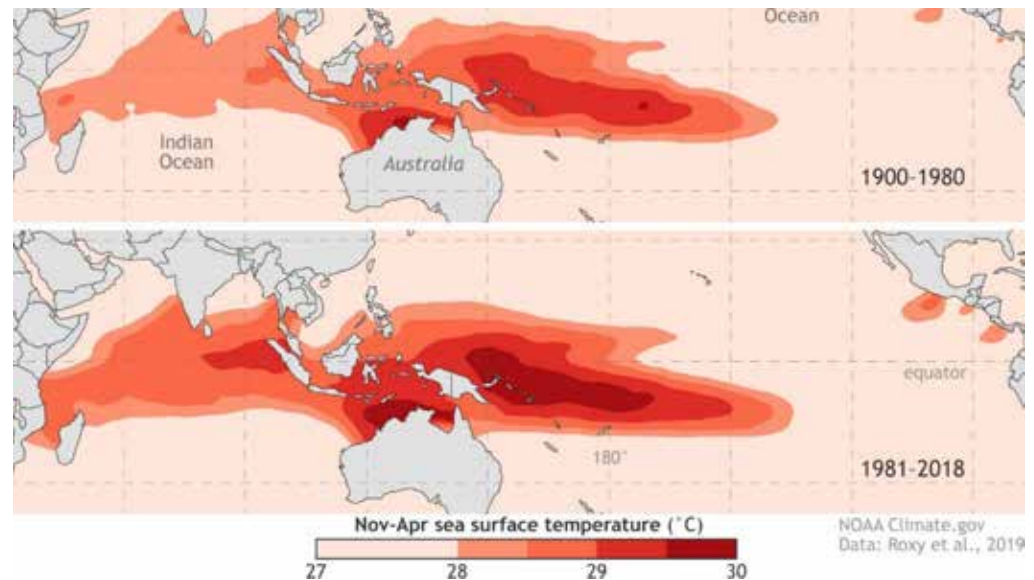 Ocean
Indian
Ocean
Australia
1900-1980
equator
180°
1981-2018
Nov-Apr sea surface temperature (˚C)
27 28 29 30
NOAA Climate.gov
Data: Roxy et al., 2019